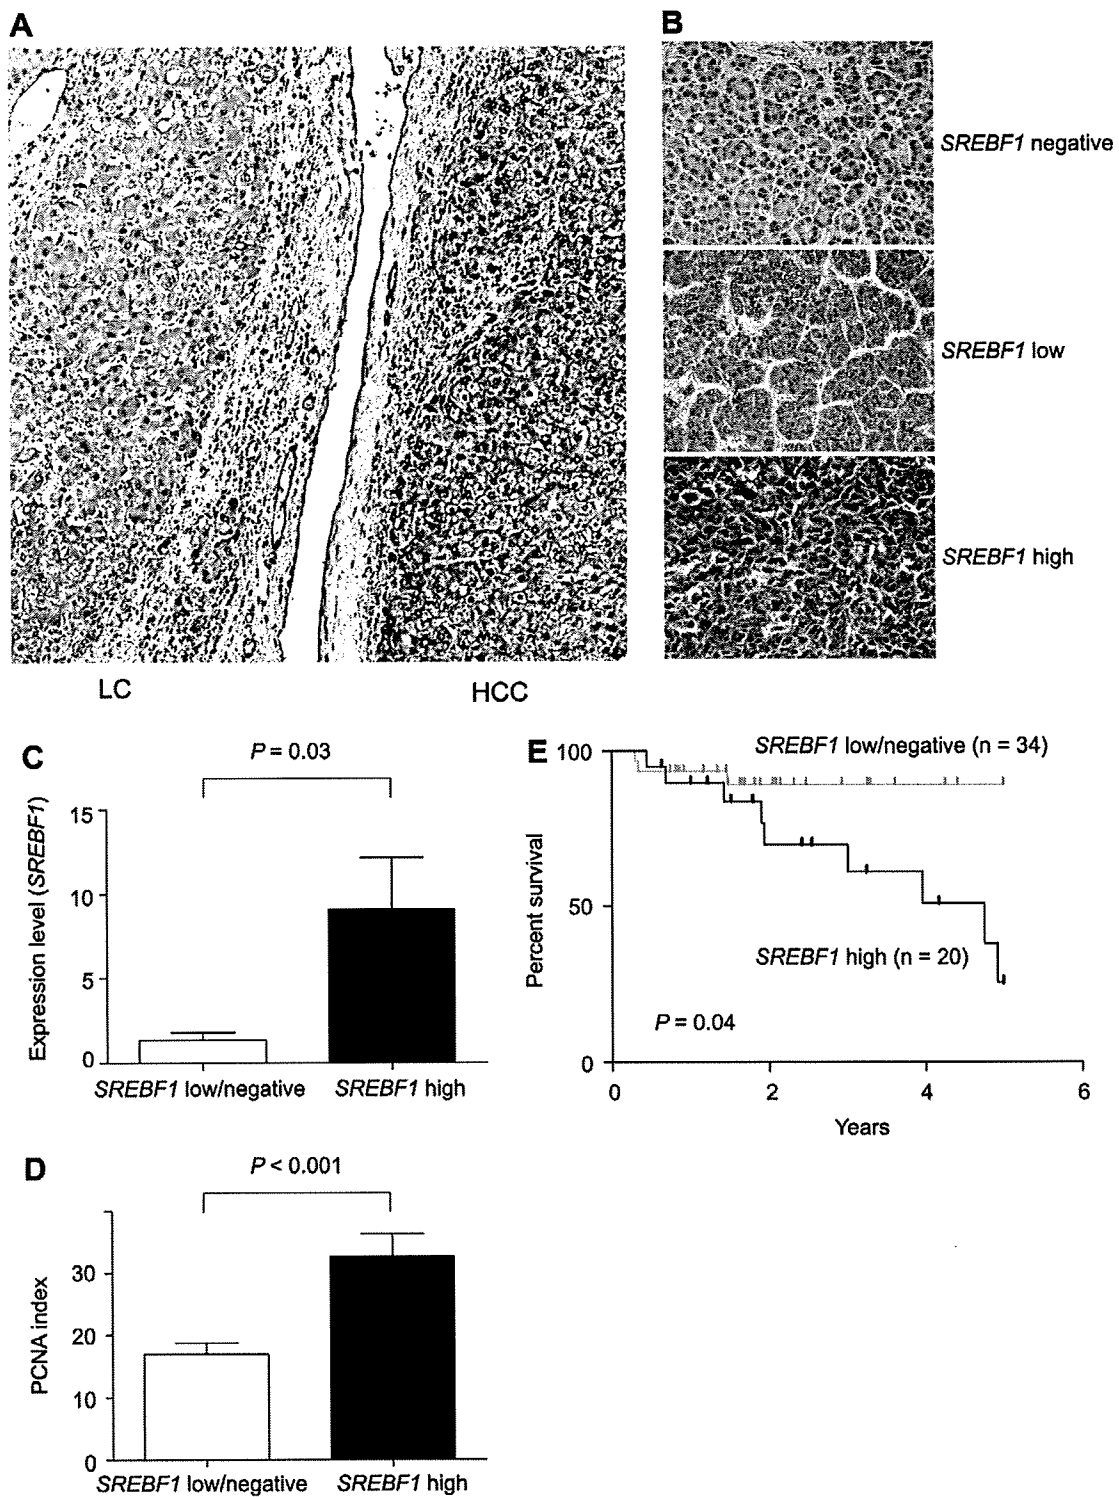 A
B
SREBF1 negative
SREBF1 low
SREBF1 high
LC
HCC
C
P = 0.03
Expression level (SREBF1)
15
10
5
0
SREBF1 low/negative
SREBF1 high
D
P < 0.001
PCNA index
30
20
10
0
SREBF1 low/negative
SREBF1 high
E
SREBF1 low/negative (n = 34)
100
50
0
Percent survival
SREBF1 high (n = 20)
P = 0.04
0
2
4
6
Years